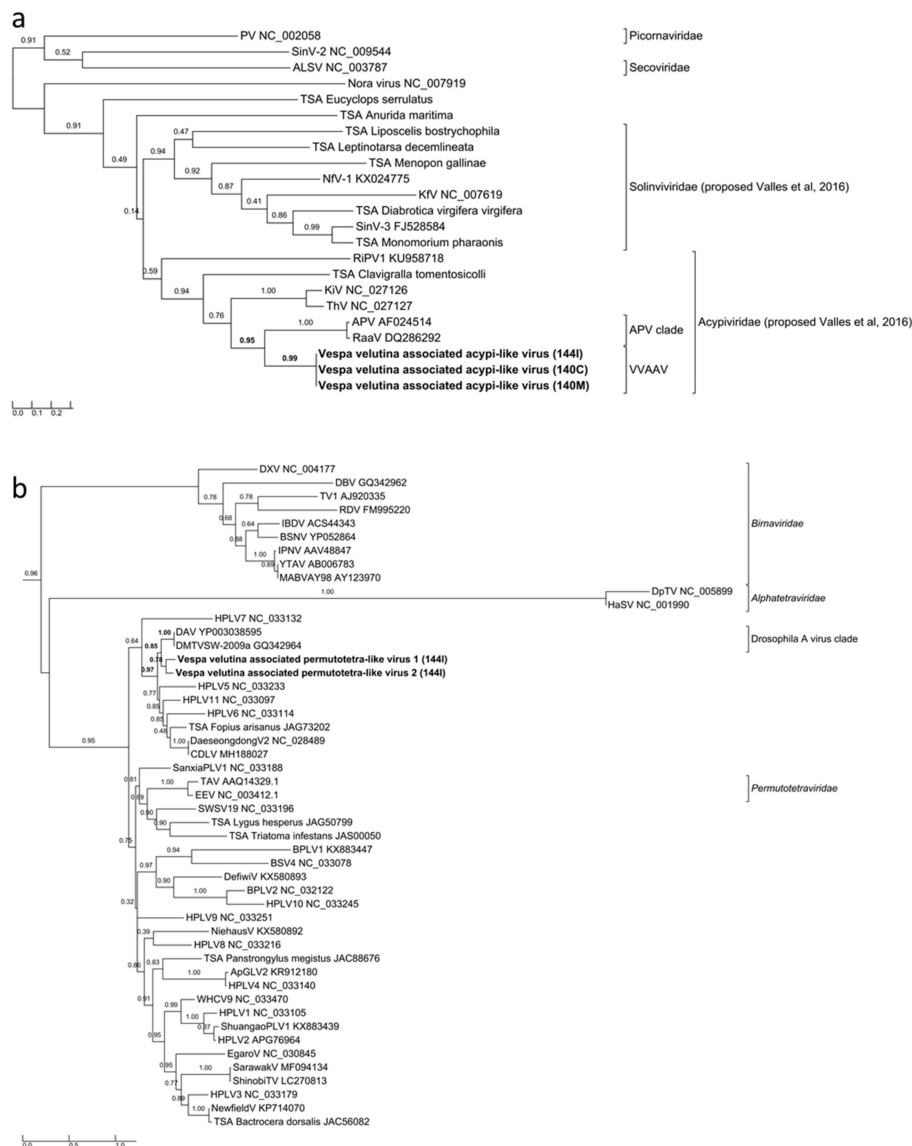 a
0.91
PV NC_002058
Picornaviridae
0.52
SinV-2 NC_009544
ALSV NC_003787
Secoviridae
Nora virus NC_007919
0.91
TSA Eucyclops serrulatus
0.49
TSA Anurida maritima
0.94
0.47
TSA Liposcelis bostrychophila
TSA Leptinotarsa decemlineata
0.92
TSA Menopon gallinae
0.87
NfV-1 KX024775
Solinviviridae (proposed Valles et al, 2016)
0.41
KfV NC_007619
0.14
0.86
TSA Diabrotica virgifera virgifera
0.99
SinV-3 FJ528584
TSA Monomorium pharaonis
0.59
RiPV1 KU958718
0.94
TSA Clavigralla tomentosicolli
1.00
KiV NC_027126
0.76
ThV NC_027127
Acypiviridae (proposed Valles et al, 2016)
1.00
APV AF024514
APV clade
0.95
RaaV DQ286292
0.99
Vespa velutina associated acypi-like virus (144I)
Vespa velutina associated acypi-like virus (140C)
VVAAV
Vespa velutina associated acypi-like virus (140M)
0.0 0.1 0.2
b
DXV NC_004177
0.78
DBV GQ342962
0.68
0.78
TV1 AJ920335
RDV FM995220
0.88
0.64
IBDV ACS44343
Birnaviridae
BSNV YP052864
1.00
IPNV AAV48847
0.89
YTAV AB006783
0.96
MABVAY98 AY123970
1.00
DpTV NC_005899
Alphatetraviridae
HaSV NC_001990
HPLV7 NC_033132
0.64
1.00
DAV YP003038595
Drosophila A virus clade
0.85
DMTVSW-2009a GQ342964
0.78
Vespa velutina associated permutotetra-like virus 1 (144I)
0.97
Vespa velutina associated permutotetra-like virus 2 (144I)
0.77
HPLV5 NC_033233
0.85
HPLV11 NC_033097
0.85
HPLV6 NC_033114
0.48
TSA Fopius arisanus JAG73202
0.95
1.00
DaeseongdongV2 NC_028489
CDLV MH188027
0.81
SanxiaPLV1 NC_033188
0.89
1.00
TAV AAQ14329.1
Permutotetraviridae
EEV NC_003412.1
0.90
SWSV19 NC_033196
0.90
TSA Lygus hesperus JAG50799
TSA Triatoma infestans JAS00050
0.75
0.94
BPLV1 KX883447
0.97
BSV4 NC_033078
0.90
DefiwiV KX580893
1.00
BPLV2 NC_032122
0.32
HPLV10 NC_033245
HPLV9 NC_033251
0.39
NiehausV KX580892
HPLV8 NC_033216
0.86
0.83
TSA Panstrongylus megistus JAC88676
1.00
ApGLV2 KR912180
HPLV4 NC_033140
0.91
0.99
WHCV9 NC_033470
1.00
HPLV1 NC_033105
0.87
ShuangaoPLV1 KX883439
0.95
HPLV2 APG76964
0.95
EgaroV NC_030845
0.77
1.00
SarawakV MF094134
ShinobiTV LC270813
0.89
HPLV3 NC_033179
1.00
NewfieldV KP714070
TSA Bactrocera dorsalis JAC56082
0.0 1.0